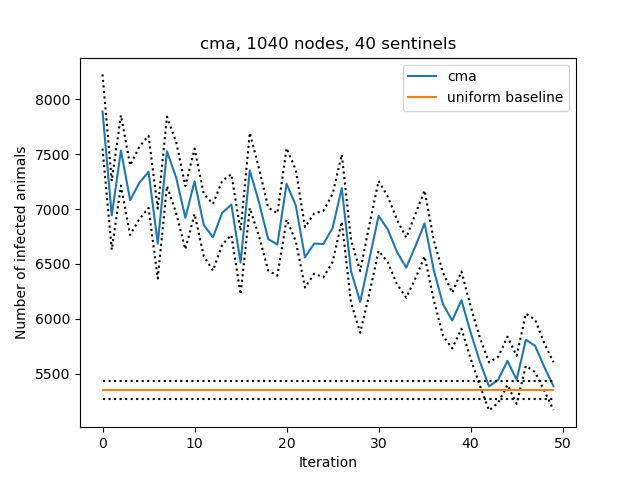 cma, 1040 nodes, 40 sentinels
cma
uniform baseline
8000
7500
7000
6500
6000
5500
Number of infected animals
0 10 20 30 40 50
Iteration